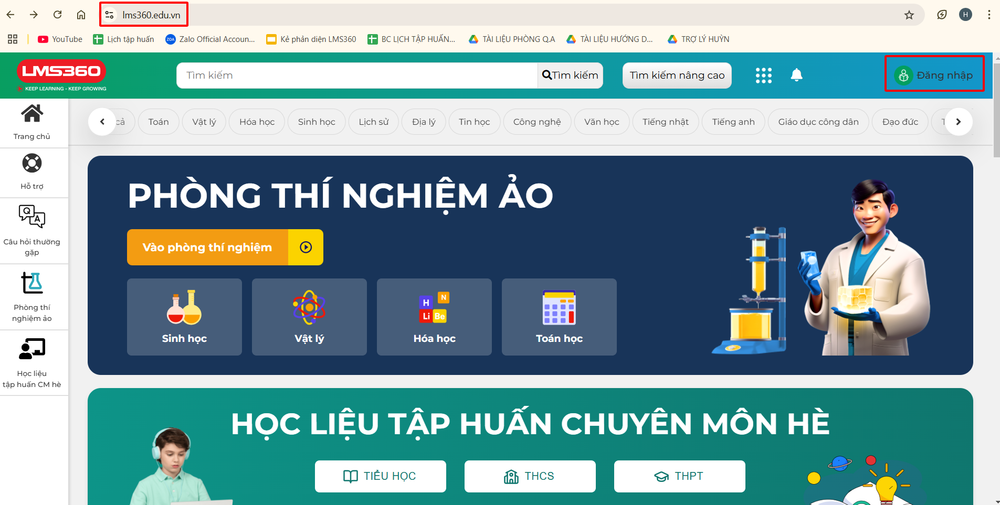 lms360.edu.vn
H
YouTube
Lịch tập huấn
Zalo Official Accoun...
Kẻ phản diện LMS360
BC LỊCH TẬP HUẤN...
TÀI LIỆU PHÒNG Q.A
TÀI LIỆU HƯỚNG D...
TRỢ LÝ HUỲN
LMS360
KEEP LEARNING - KEEP GROWING
Tìm kiếm
Tìm kiếm
Tìm kiếm nâng cao
Đăng nhập
cả
Toán
Vật lý
Hóa học
Sinh học
Lịch sử
Địa lý
Tin học
Công nghệ
Văn học
Tiếng nhật
Tiếng anh
Giáo dục công dân
Đạo đức
Trang chủ
Hỗ trợ
Q A
Câu hỏi thường
gặp
Phòng thí
nghiệm ảo
Học liệu
tập huấn CM hè
PHÒNG THÍ NGHIỆM ẢO
Vào phòng thí nghiệm
Sinh học
Vật lý
H N
Li Be
Hóa học
Toán học
HỌC LIỆU TẬP HUẤN CHUYÊN MÔN HÈ
TIỂU HỌC
THCS
THPT